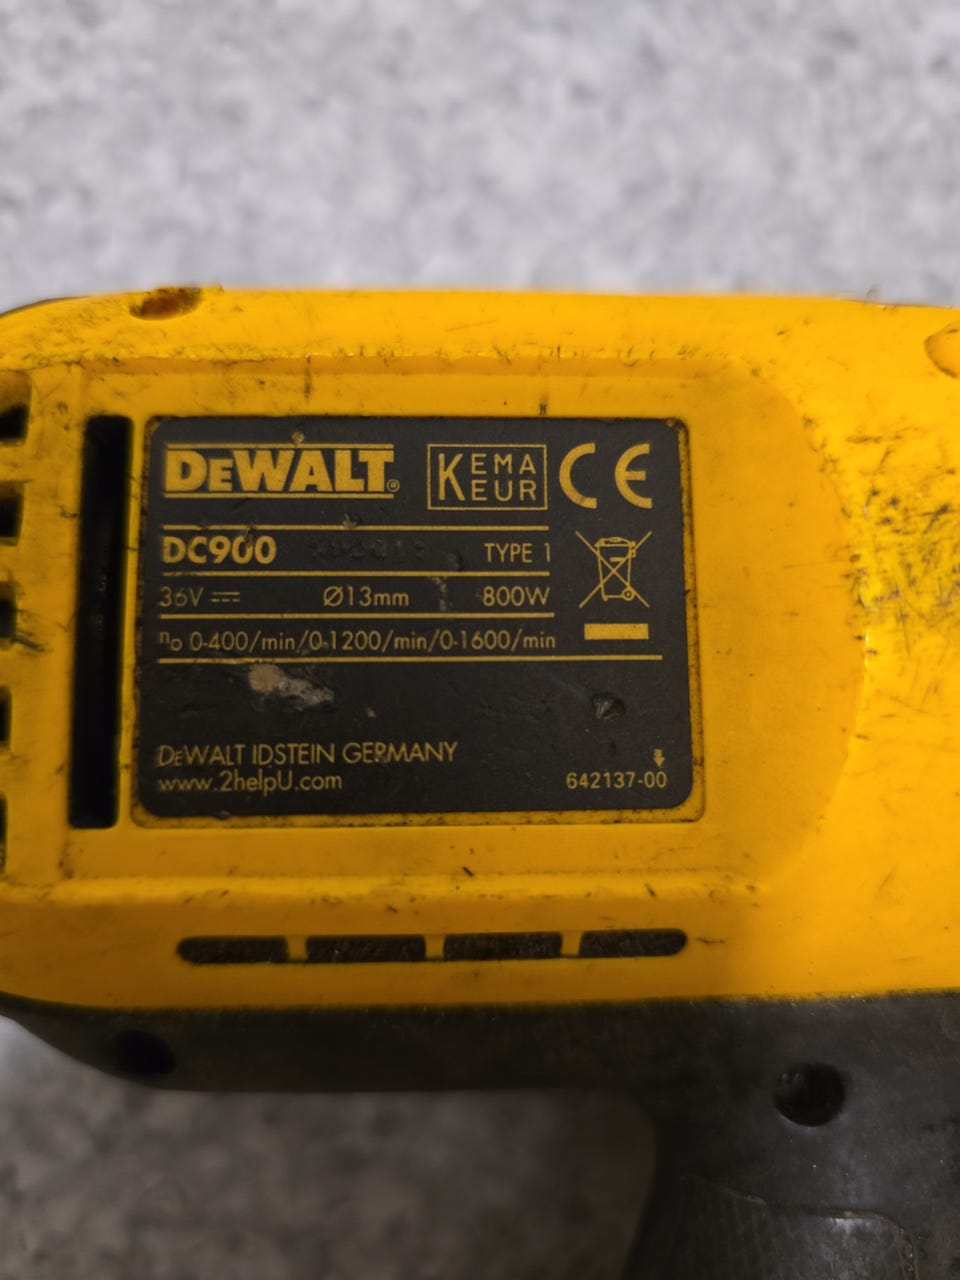 DeWALT®
KEMA
KEUR
CE
DC900 TYPE 1
36V Ø13mm 800W
n₀ 0-400/min/0-1200/min/0-1600/min
DeWALT IDSTEIN GERMANY
www.2helpU.com 642137-00